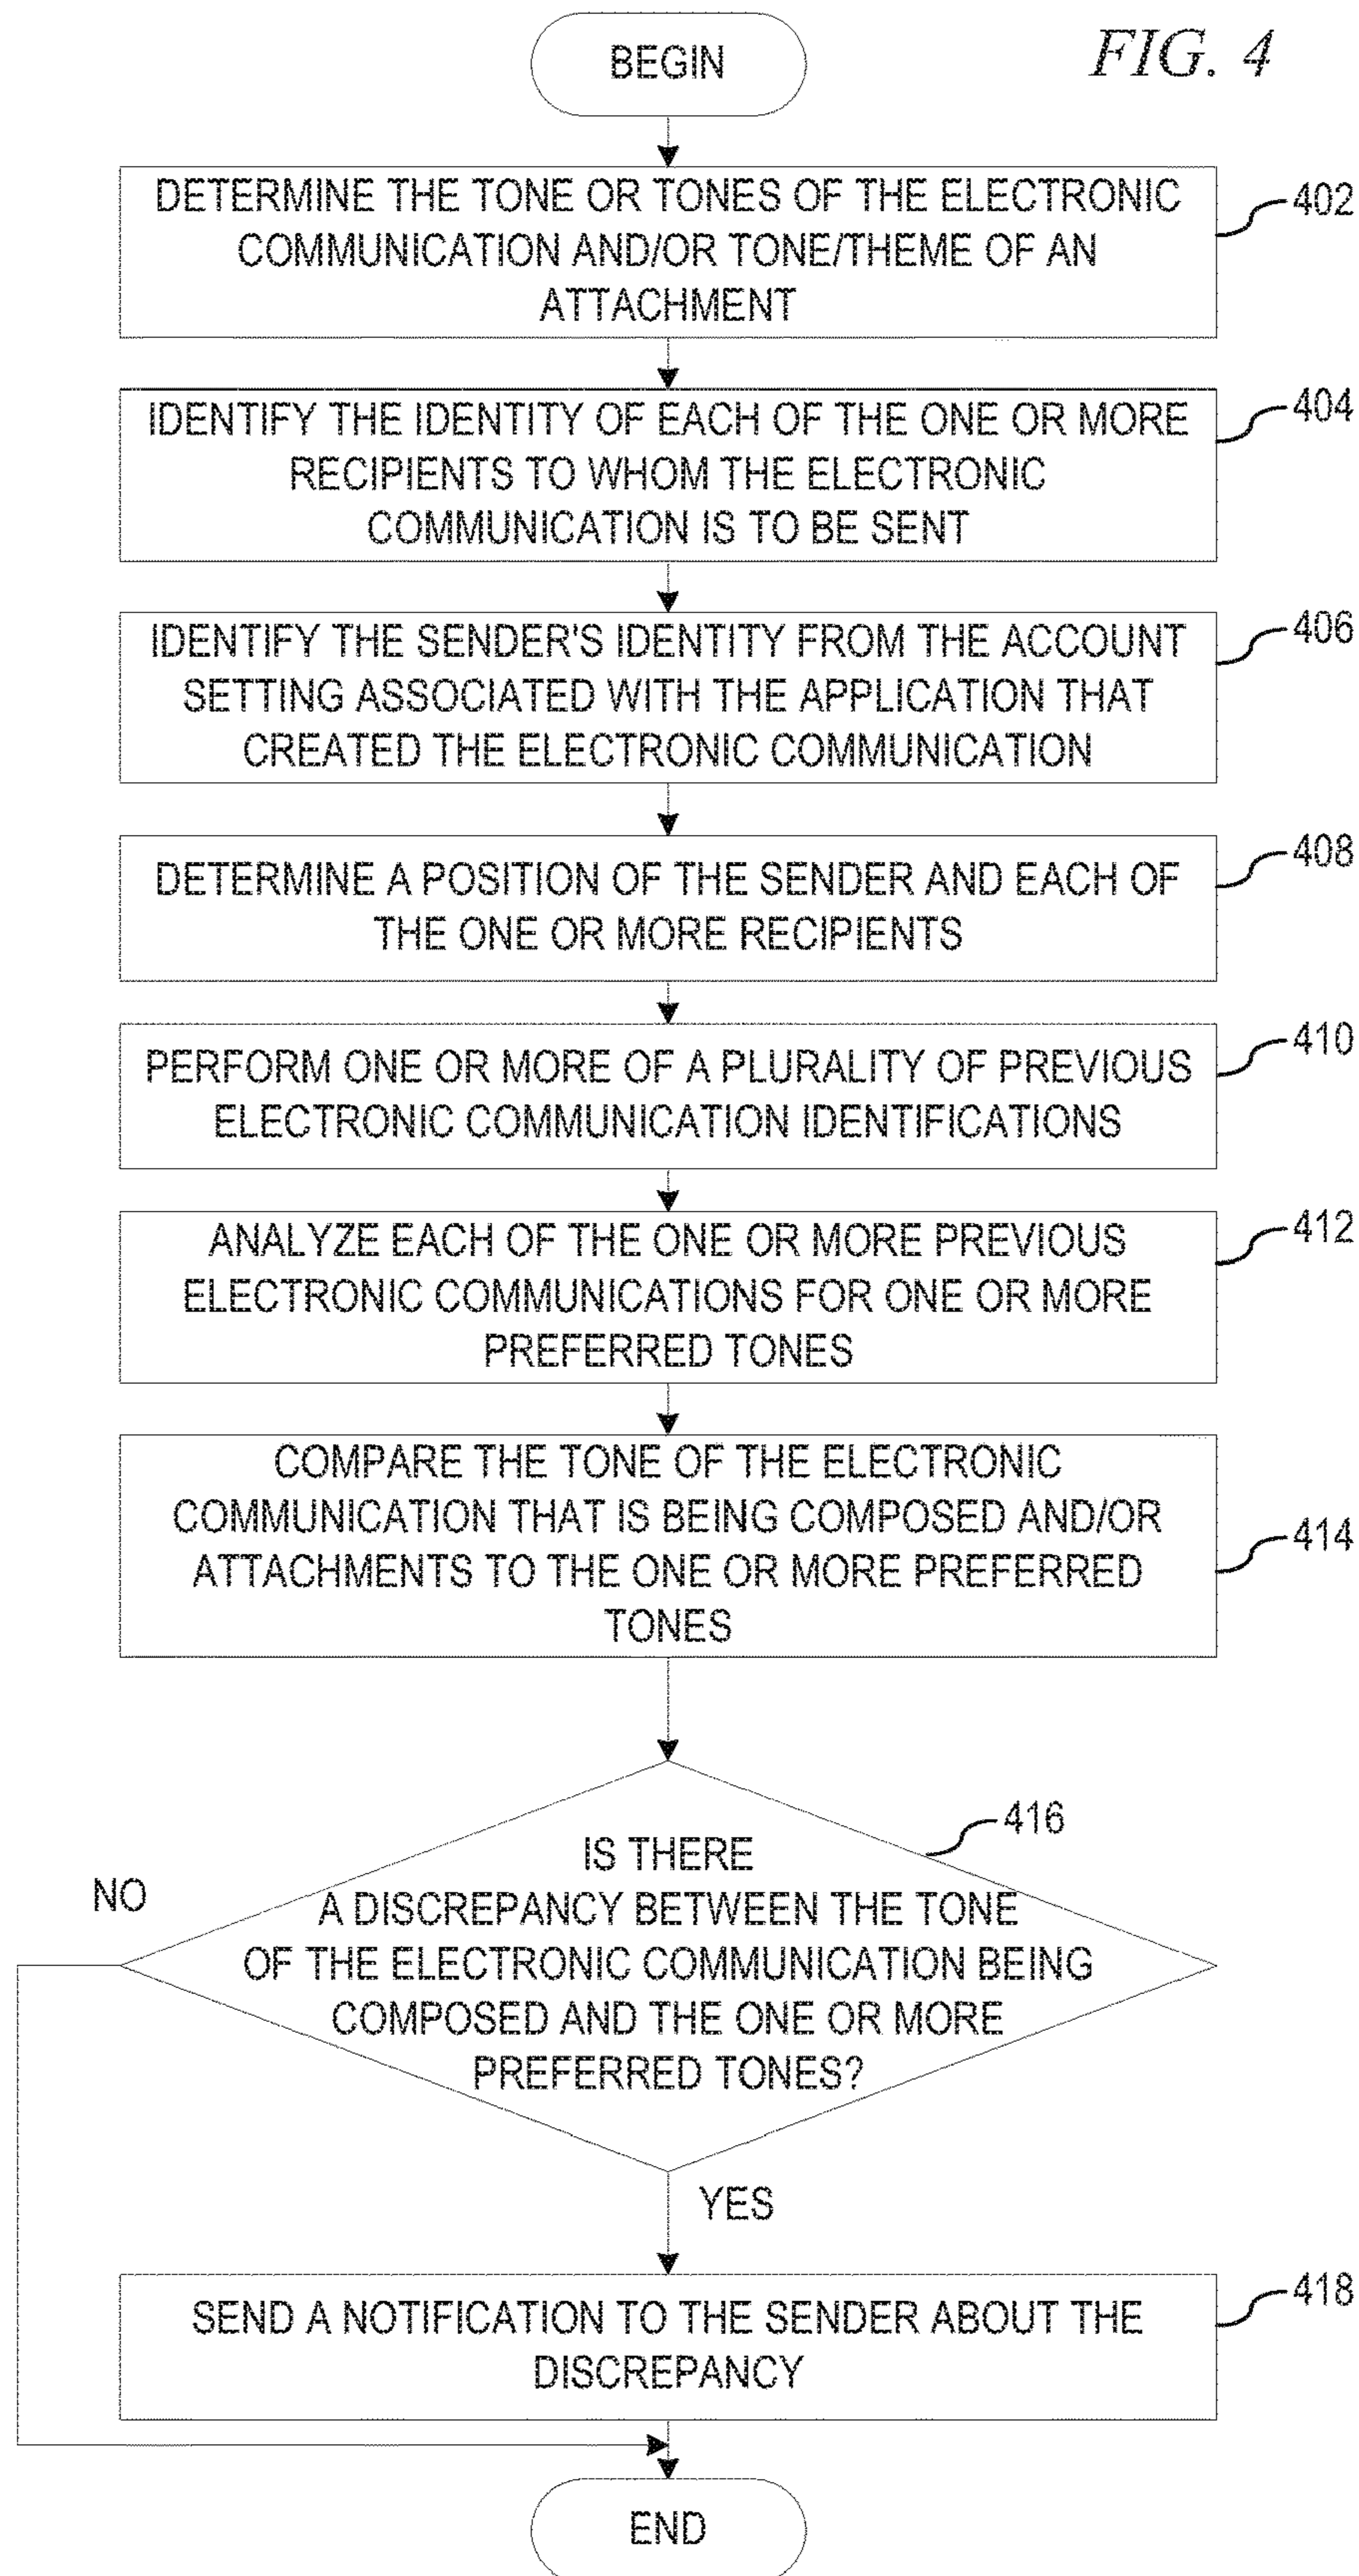 BEGIN
FIG. 4
DETERMINE THE TONE OR TONES OF THE ELECTRONIC
COMMUNICATION AND/OR TONE/THEME OF AN
ATTACHMENT
402
IDENTIFY THE IDENTITY OF EACH OF THE ONE OR MORE
RECIPIENTS TO WHOM THE ELECTRONIC
COMMUNICATION IS TO BE SENT
404
IDENTIFY THE SENDER'S IDENTITY FROM THE ACCOUNT
SETTING ASSOCIATED WITH THE APPLICATION THAT
CREATED THE ELECTRONIC COMMUNICATION
406
DETERMINE A POSITION OF THE SENDER AND EACH OF
THE ONE OR MORE RECIPIENTS
408
PERFORM ONE OR MORE OF A PLURALITY OF PREVIOUS
ELECTRONIC COMMUNICATION IDENTIFICATIONS
410
ANALYZE EACH OF THE ONE OR MORE PREVIOUS
ELECTRONIC COMMUNICATIONS FOR ONE OR MORE
PREFERRED TONES
412
COMPARE THE TONE OF THE ELECTRONIC
COMMUNICATION THAT IS BEING COMPOSED AND/OR
ATTACHMENTS TO THE ONE OR MORE PREFERRED
TONES
414
416
IS THERE
A DISCREPANCY BETWEEN THE TONE
OF THE ELECTRONIC COMMUNICATION BEING
COMPOSED AND THE ONE OR MORE
PREFERRED TONES?
NO
YES
SEND A NOTIFICATION TO THE SENDER ABOUT THE
DISCREPANCY
418
END